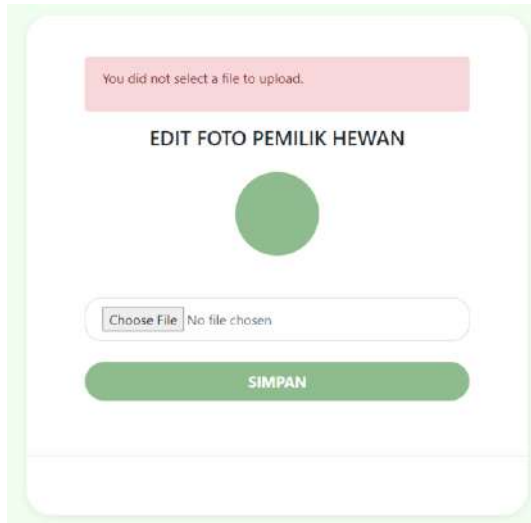 You did not select a file to upload.
EDIT FOTO PEMILIK HEWAN
Choose File No file chosen
SIMPAN